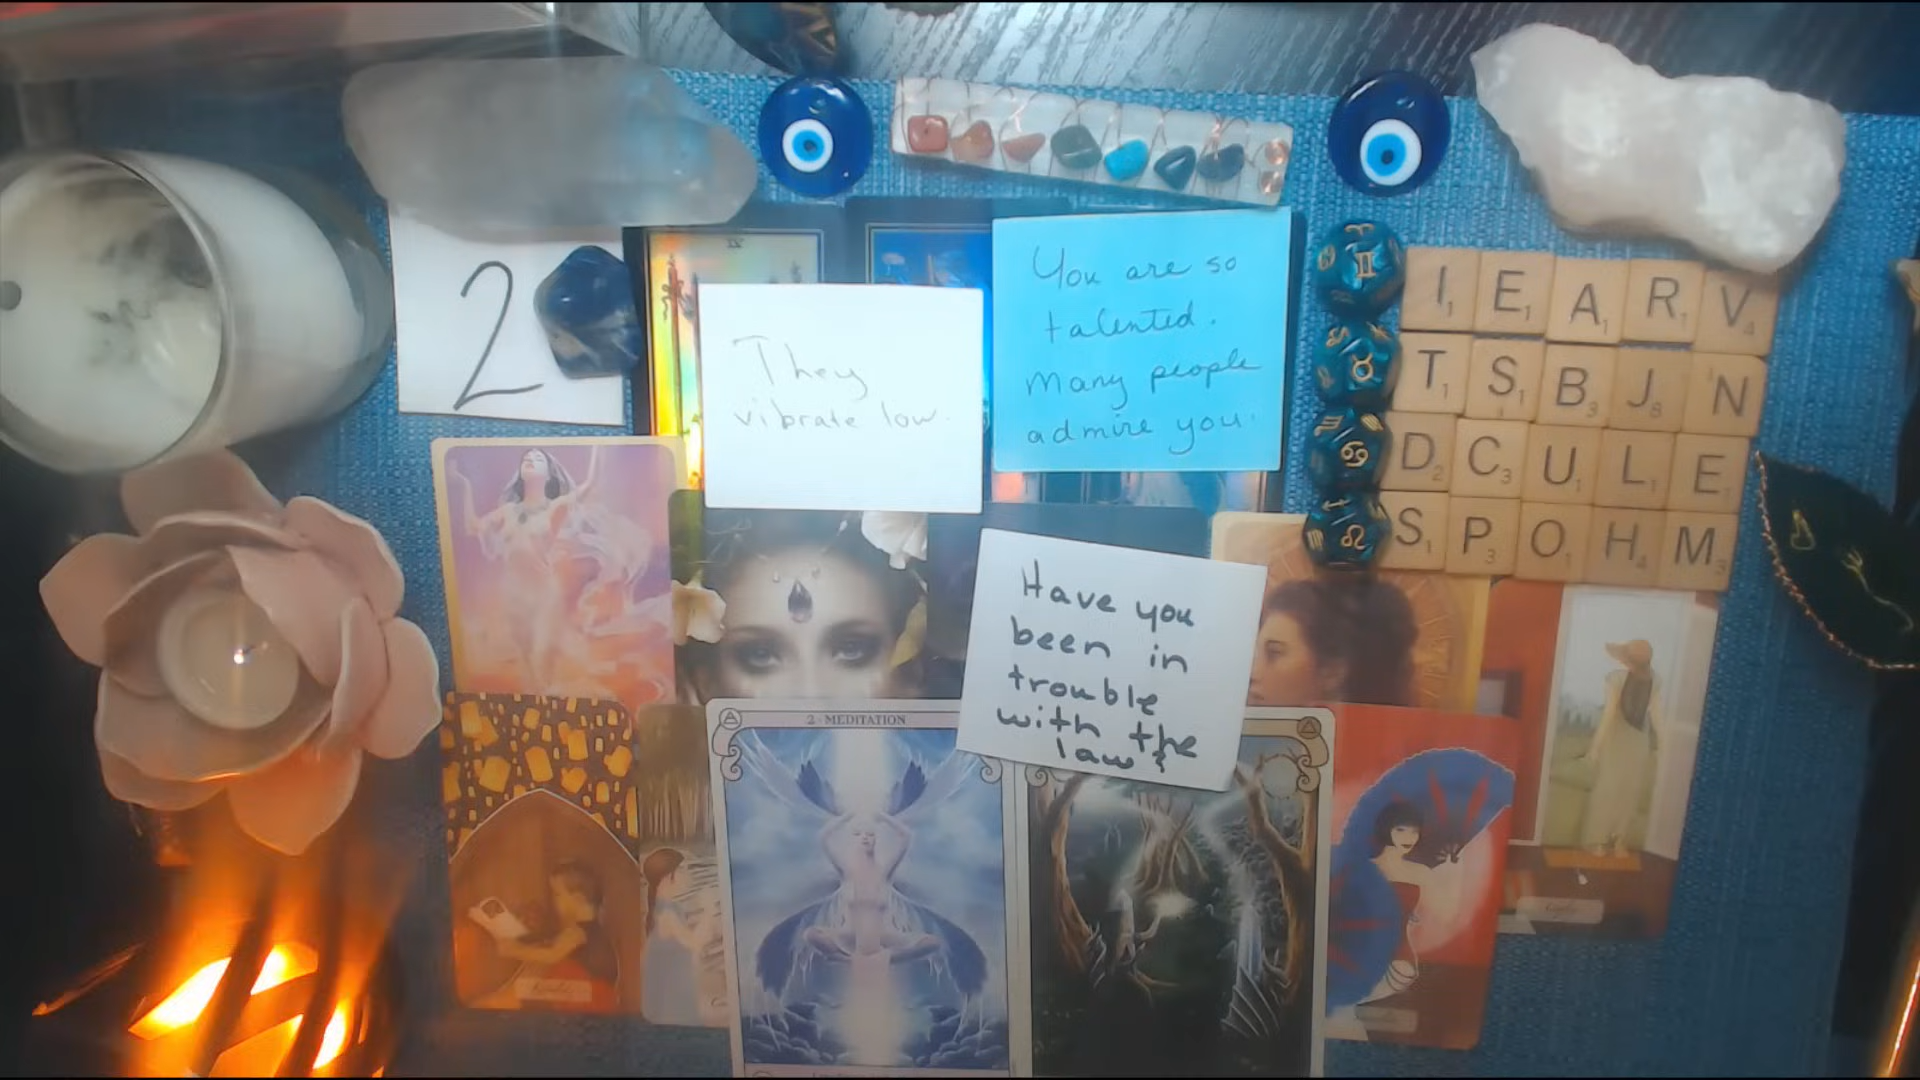 2
IX
They
vibrate low.
You are so
talented.
Many people
admire you.
I E A R V
T S B J N
D C U L E
S P O H M
Have you
been in
trouble
with the
law?
2 · MEDITATION